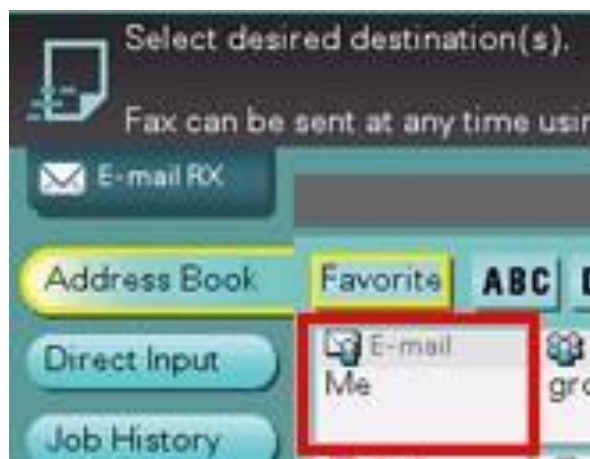 Select desired destination(s).
Fax can be sent at any time
E-mail RX
Address Book
Favorite
ABC
Direct Input
E-mail
Me
Job History